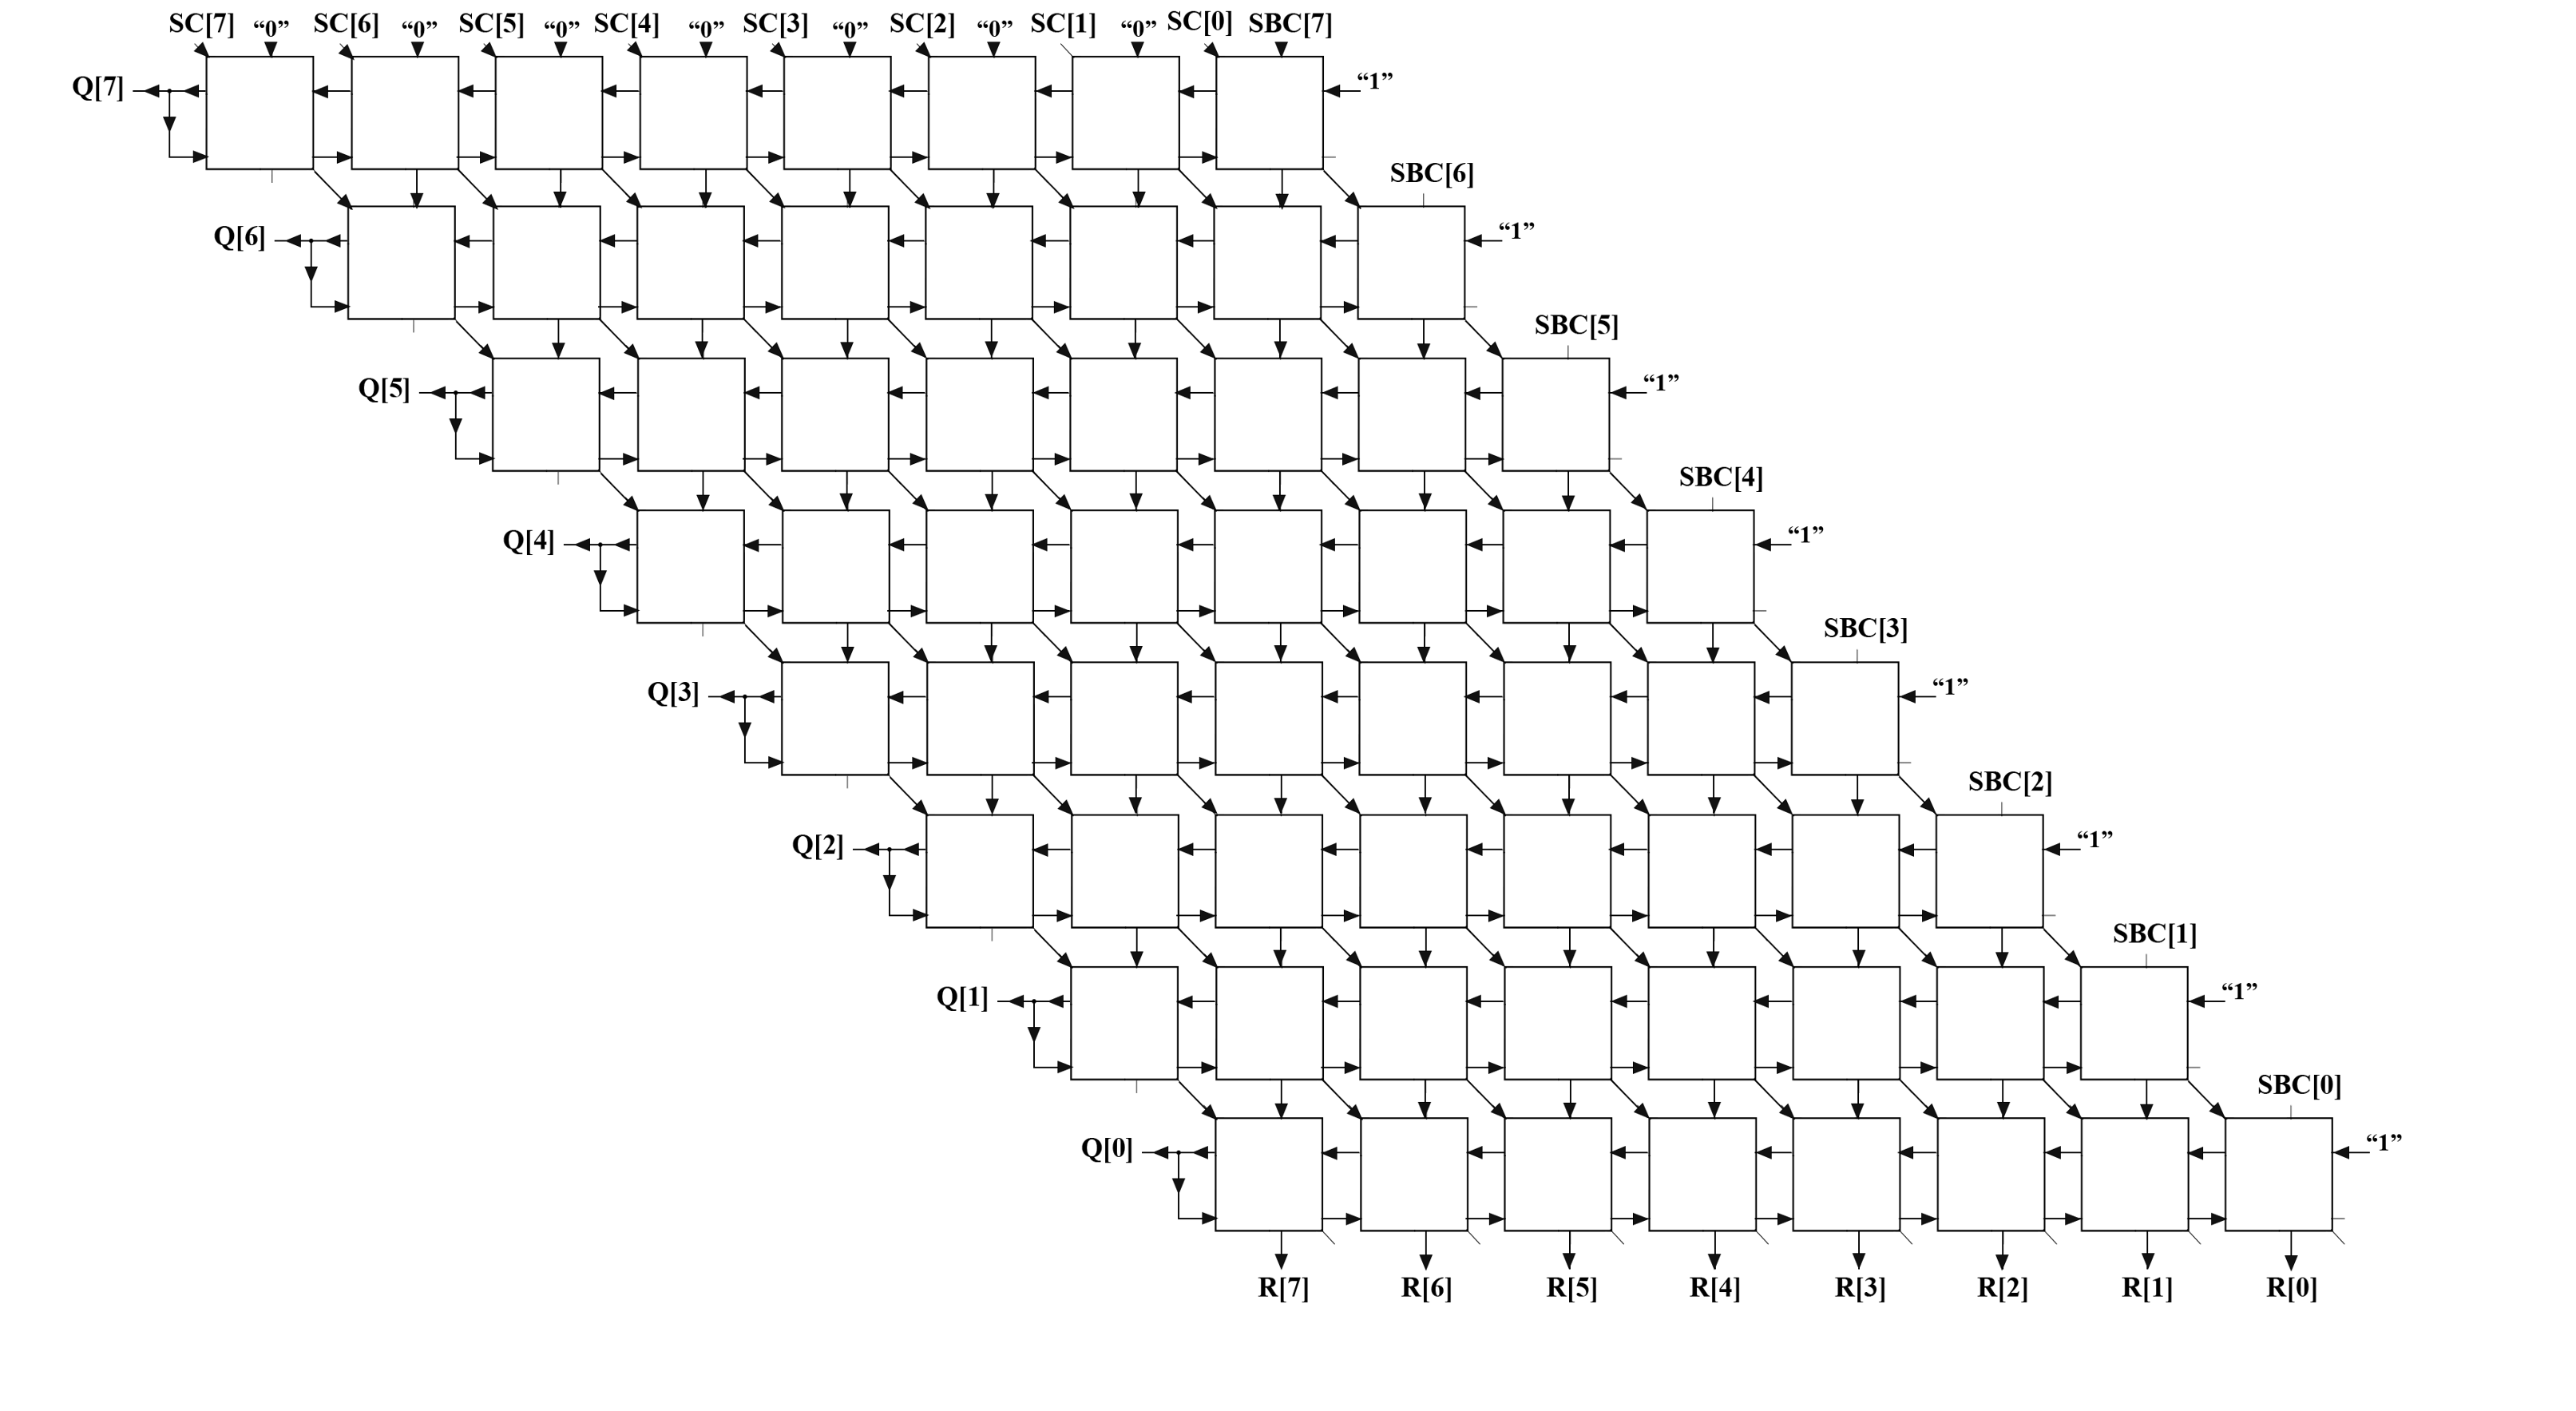 SC[7] “0” SC[6] “0” SC[5] “0” SC[4] “0” SC[3] “0” SC[2] “0” SC[1] “0” SC[0] SBC[7]
Q[7] “1”
SBC[6]
Q[6] “1”
SBC[5]
Q[5] “1”
SBC[4]
Q[4] “1”
SBC[3]
Q[3] “1”
SBC[2]
Q[2] “1”
SBC[1]
Q[1] “1”
SBC[0]
Q[0] “1”
R[7] R[6] R[5] R[4] R[3] R[2] R[1] R[0]